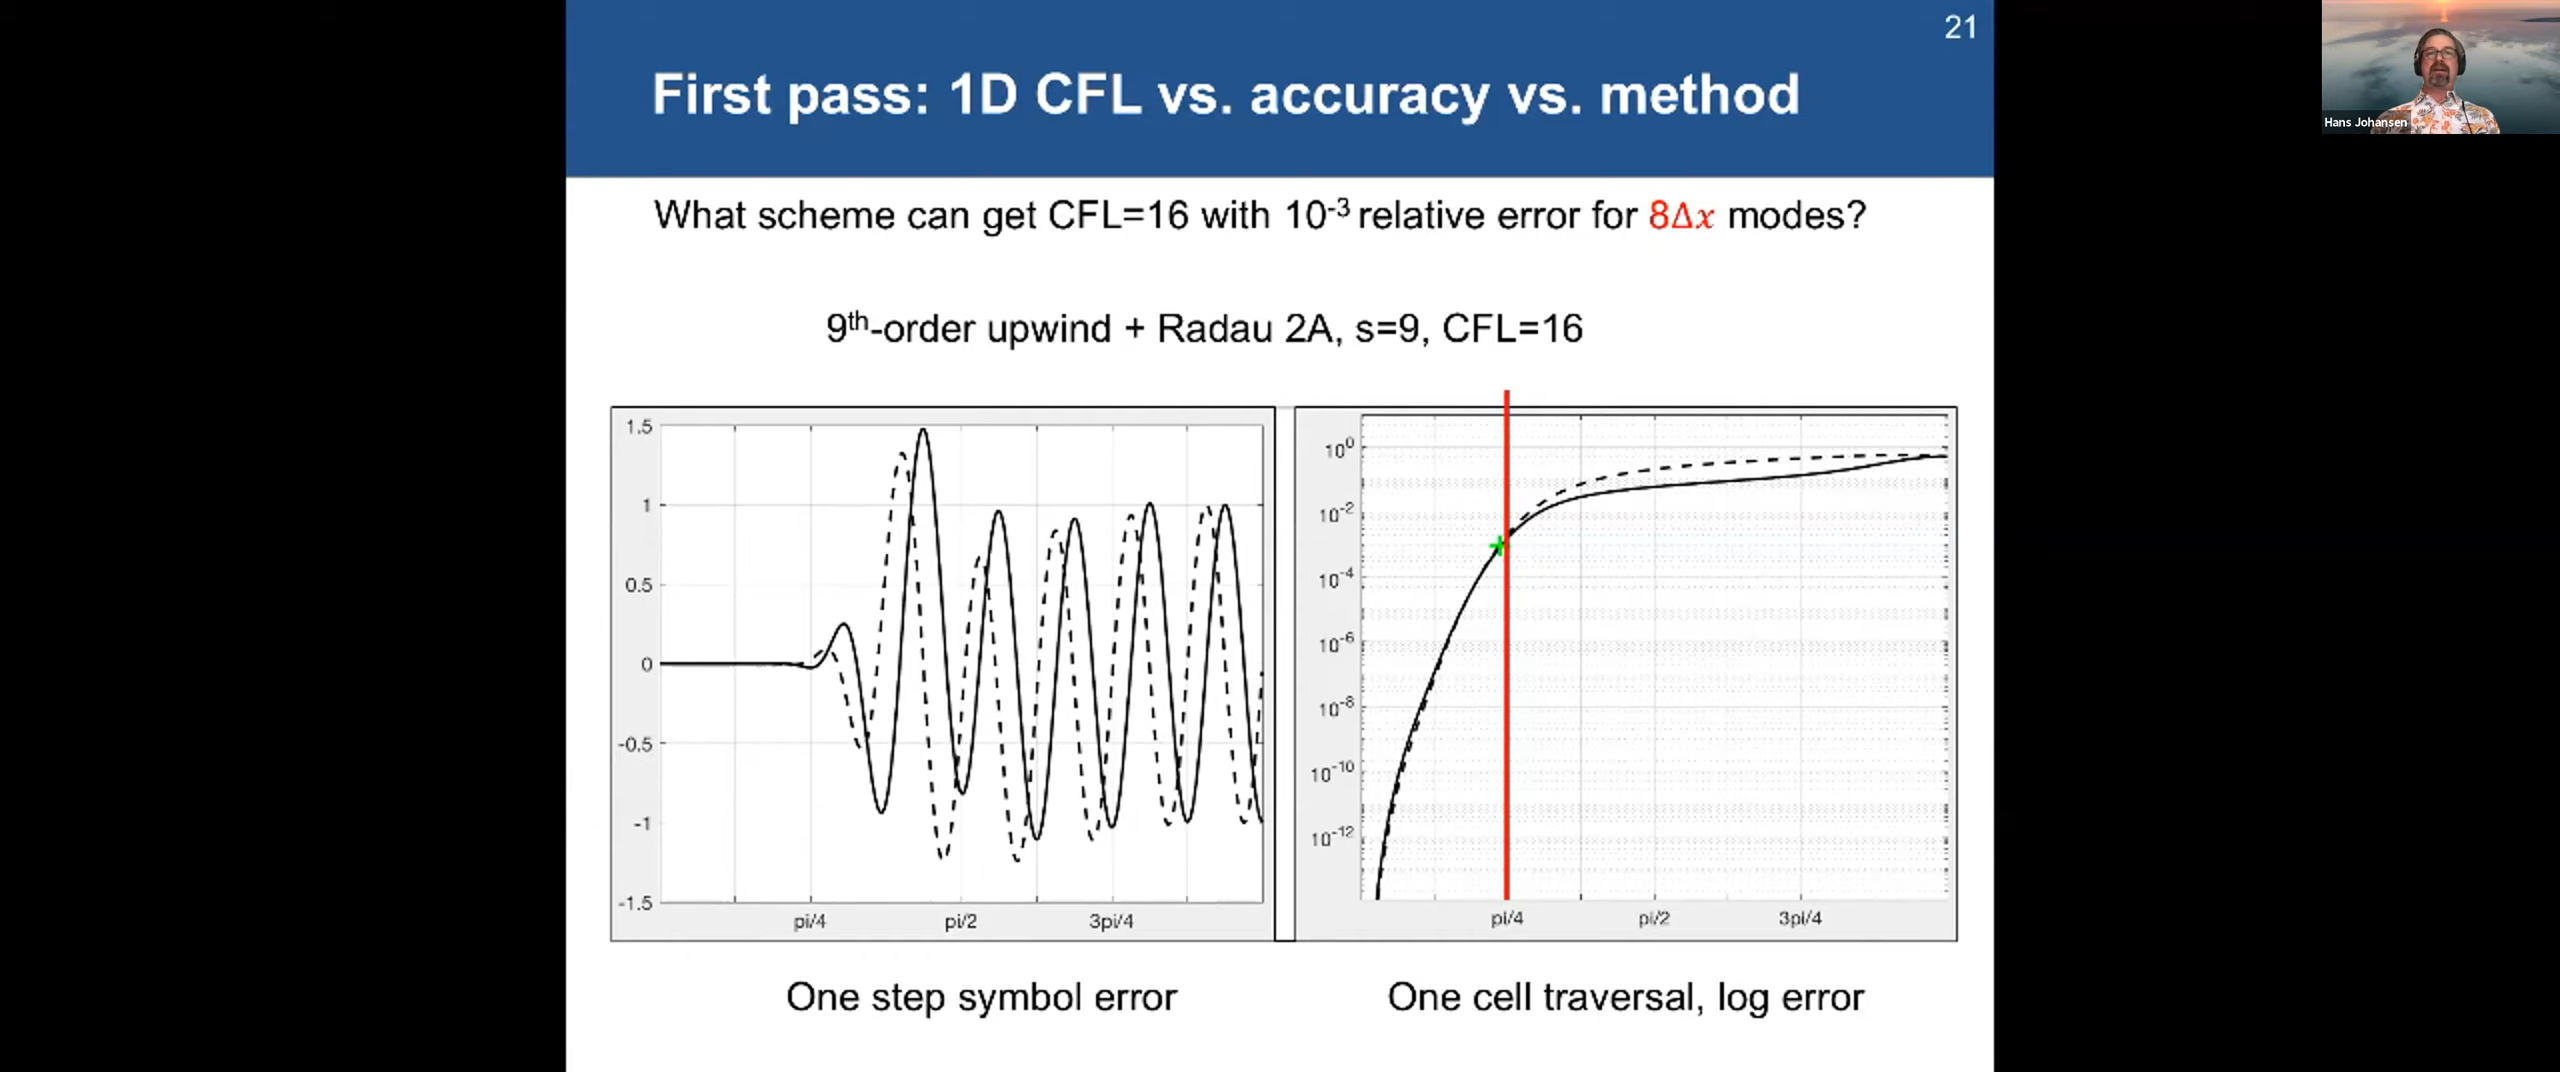 21
Hans Johansen
First pass: 1D CFL vs. accuracy vs. method
What scheme can get CFL=16 with 10⁻³ relative error for 8Δx modes?
9ᵗʰ-order upwind + Radau 2A, s=9, CFL=16
1.5
1
0.5
0
-0.5
-1
-1.5
pi/4 pi/2 3pi/4
10⁰
10⁻²
10⁻⁴
10⁻⁶
10⁻⁸
10⁻¹⁰
10⁻¹²
pi/4 pi/2 3pi/4
One step symbol error
One cell traversal, log error